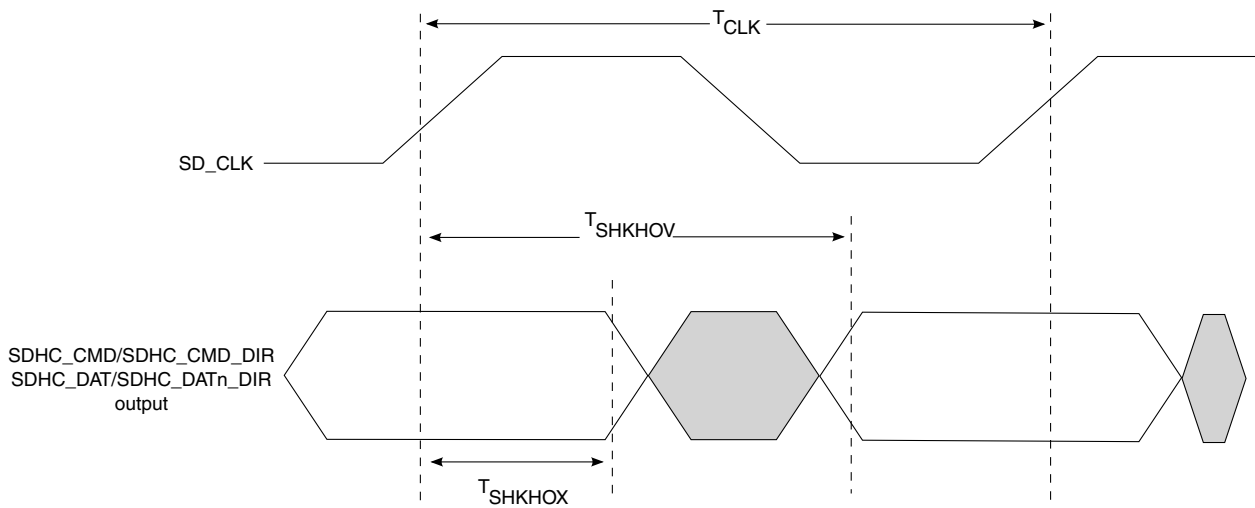 TCLK
SD_CLK
TSHKHOV
SDHC_CMD/SDHC_CMD_DIR
SDHC_DAT/SDHC_DATn_DIR
output
TSHKHOX